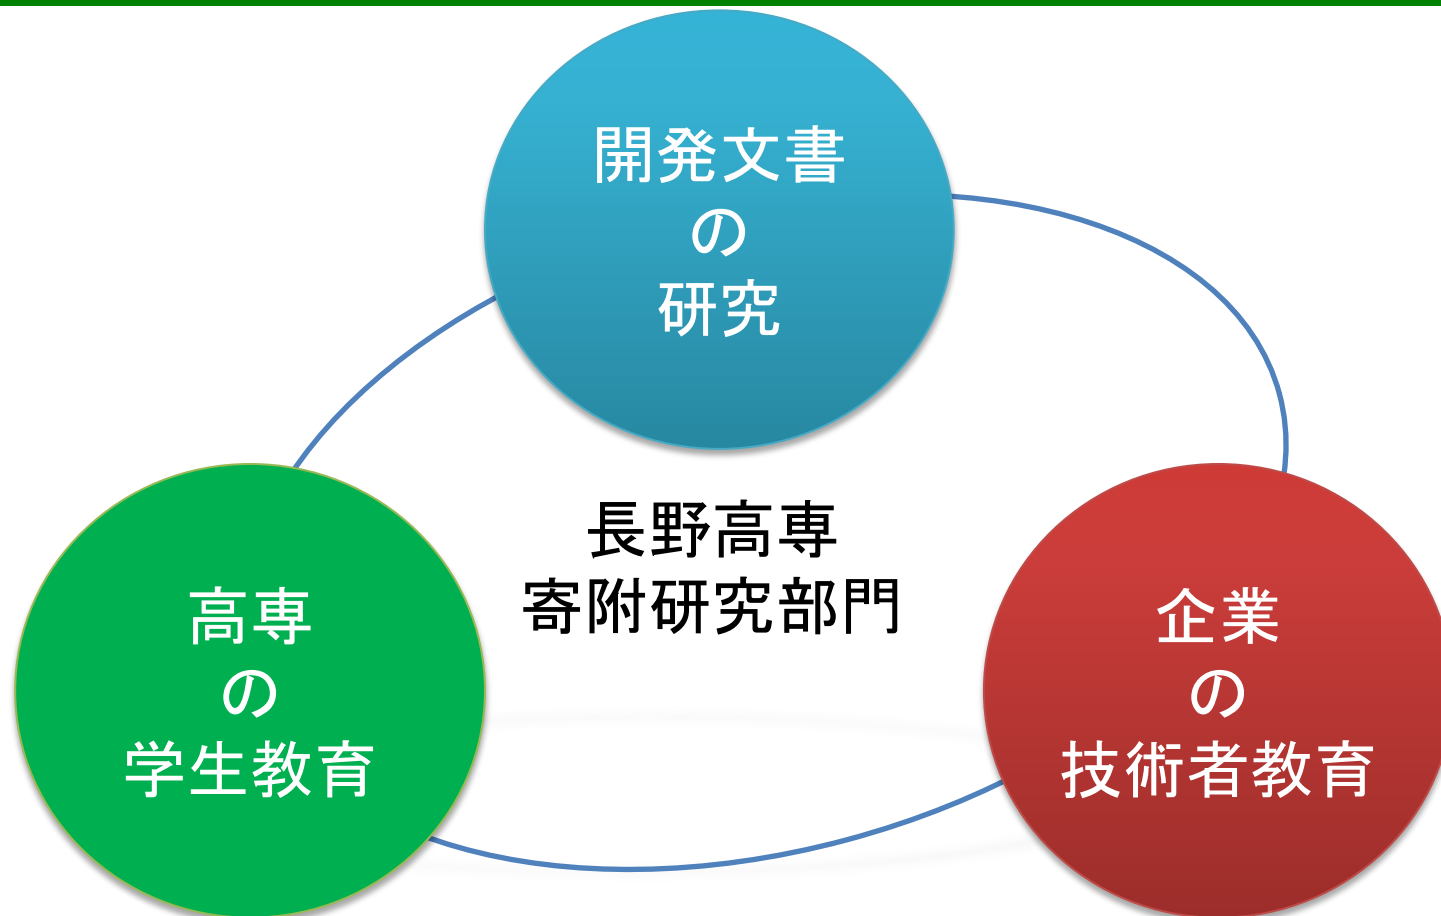 開発文書
の
研究
長野高専
寄附研究部門
高専
の
学生教育
企業
の
技術者教育